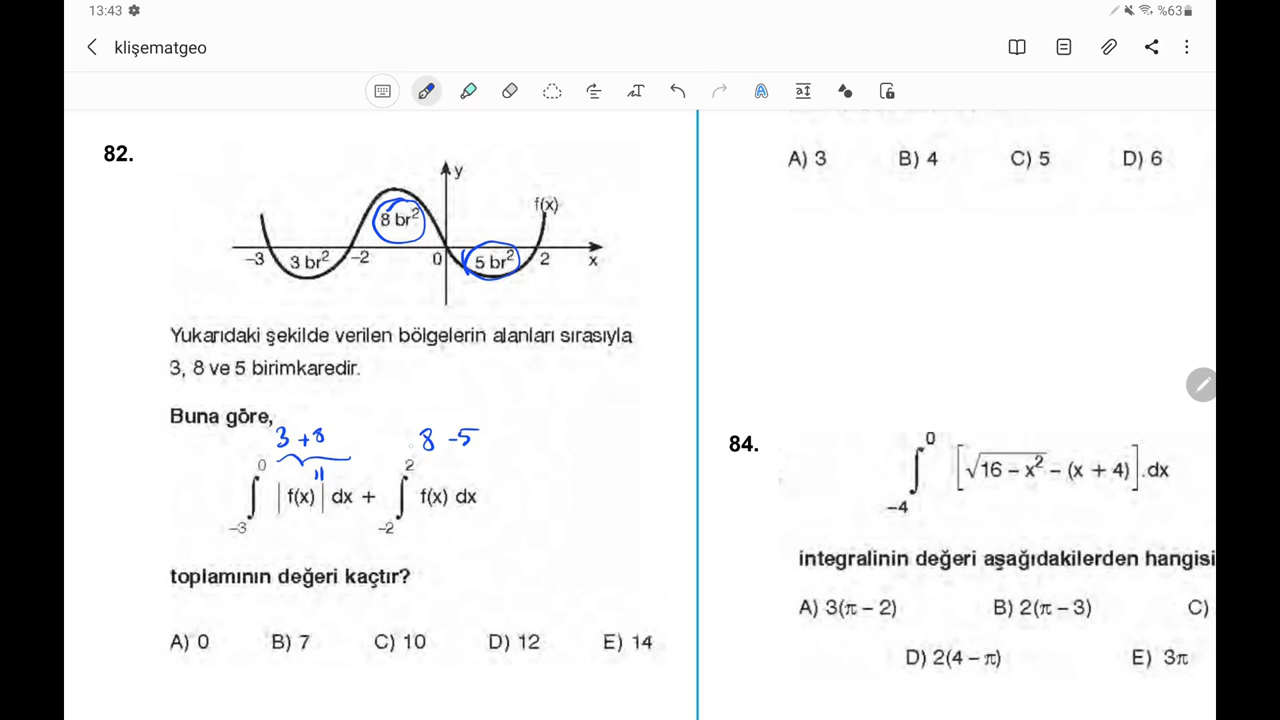 13:43
%63
klişematgeo
82.
y
f(x)
8 br²
-3 3 br² -2 0 5 br² 2 x
Yukarıdaki şekilde verilen bölgelerin alanları sırasıyla
3, 8 ve 5 birimkaredir.
Buna göre,
3 + 8 8 - 5
11
0 2
∫ | f(x) | dx + ∫ f(x) dx
-3 -2
toplamının değeri kaçtır?
A) 0 B) 7 C) 10 D) 12 E) 14
A) 3 B) 4 C) 5 D) 6
84.
0
∫ [√16 – x² – (x + 4)] . dx
–4
integralinin değeri aşağıdakilerden hangisi
A) 3(π – 2) B) 2(π – 3) C)
D) 2(4 – π) E) 3π